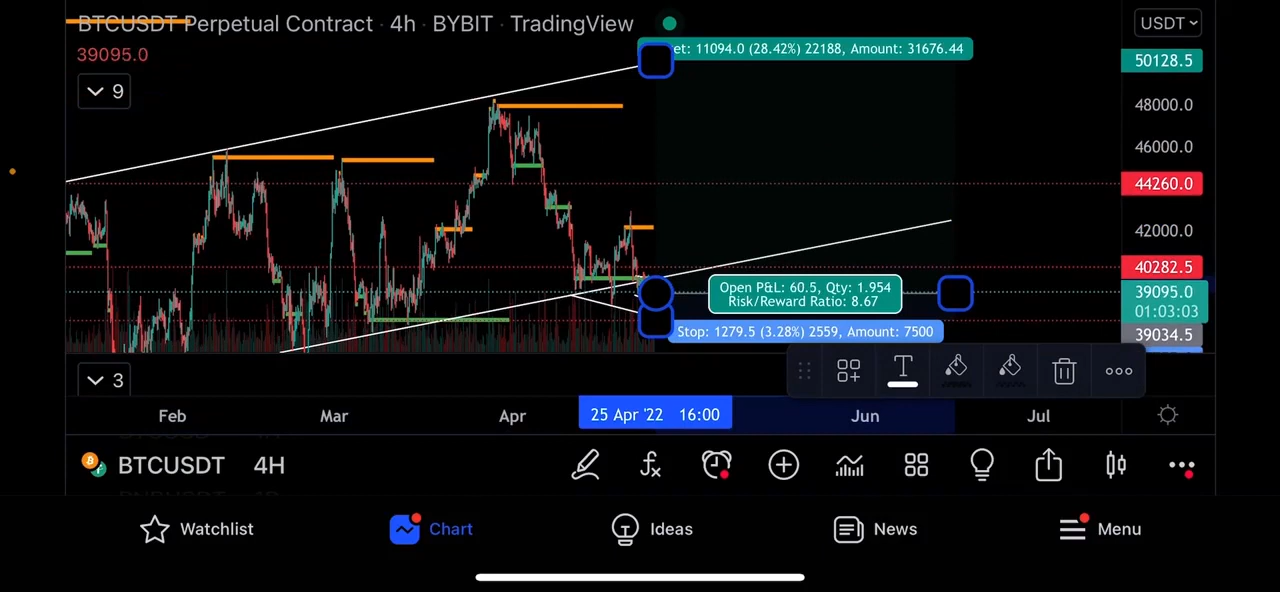 BTCUSDT Perpetual Contract · 4h · BYBIT · TradingView
USDT
39095.0
9
et: 11094.0 (28.42%) 22188, Amount: 31676.44
50128.5
48000.0
46000.0
44260.0
42000.0
40282.5
39095.0
01:03:03
39034.5
Open P&L: 60.5, Qty: 1.954
Risk/Reward Ratio: 8.67
Stop: 1279.5 (3.28%) 2559, Amount: 7500
3
T
Feb Mar Apr 25 Apr '22 16:00 Jun Jul
BTCUSDT 4H
Watchlist Chart Ideas News Menu